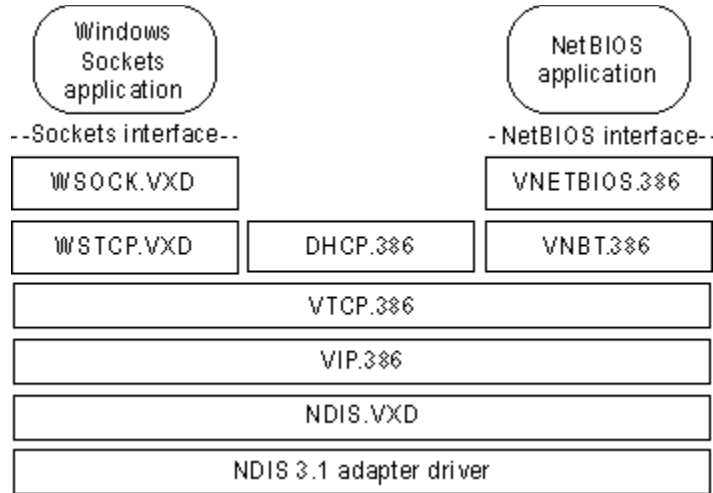 Windows
Sockets
application
NetBIOS
application
--Sockets interface--
-NetBIOS interface--
WSOCK.VXD
VNETBIOS.386
WSTCP.VXD
DHCP.386
VNBT.386
VTCP.386
VIP.386
NDIS.VXD
NDIS 3.1 adapter driver